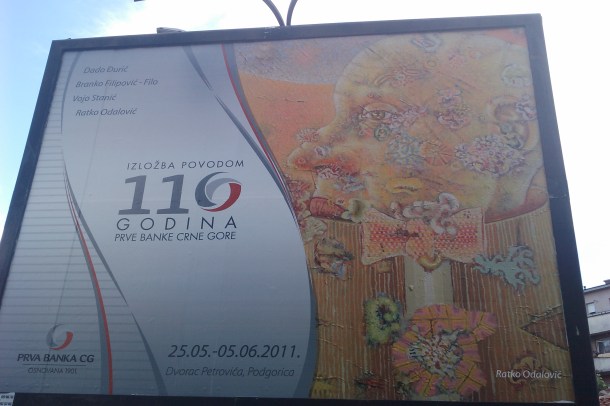 Dado Đurić
Branko Filipović - Filo
Vojo Stanić
Ratko Odalović
IZLOŽBA POVODOM
110
GODINA
PRVE BANKE CRNE GORE
25.05.-05.06.2011.
Dvorac Petrovića, Podgorica
PRVA BANKA CG
OSNOVANA 1901.
Ratko Odalović